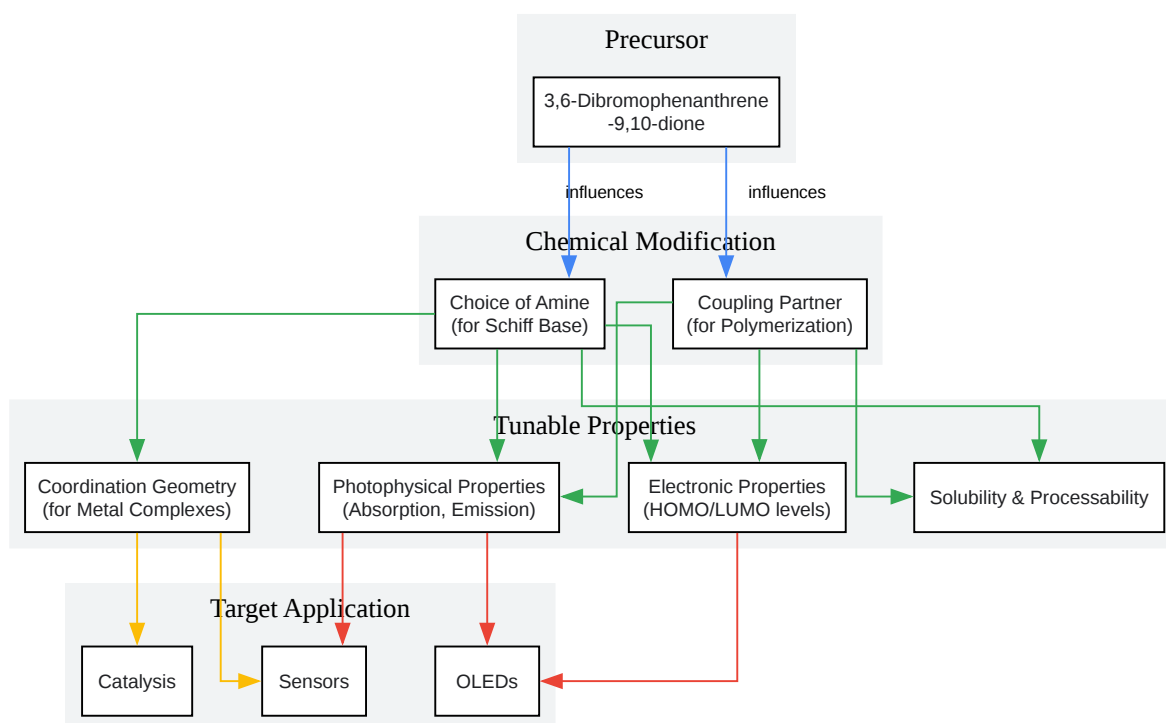 Precursor
3,6-Dibromophenanthrene
-9,10-dione
influences
influences
Chemical Modification
Choice of Amine
(for Schiff Base)
Coupling Partner
(for Polymerization)
Tunable Properties
Coordination Geometry
(for Metal Complexes)
Photophysical Properties
(Absorption, Emission)
Electronic Properties
(HOMO/LUMO levels)
Solubility & Processability
Target Application
Catalysis
Sensors
OLEDs